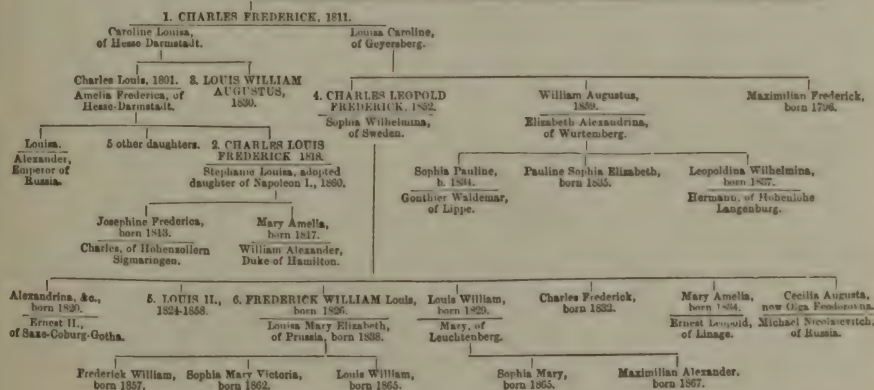 1. CHARLES FREDERICK, 1811.
Caroline Louisa,
of Hesse Darmstadt.
Louisa Caroline,
of Geyersberg.
Charles Louis, 1801.
Amelia Frederica, of
Hesse-Darmstadt.
3. LOUIS WILLIAM
AUGUSTUS,
1830.
4. CHARLES LEOPOLD
FREDERICK, 1852.
Sophia Wilhelmina,
of Sweden.
William Augustus,
1859.
Elizabeth Alexandrina,
of Wurtemberg.
Maximilian Frederick,
born 1796.
Louisa.
Alexander,
Emperor of
Russia.
5 other daughters.
2. CHARLES LOUIS
FREDERICK 1818.
Stephanie Louisa, adopted
daughter of Napoleon I., 1860.
Sophia Pauline,
b. 1834.
Gonthier Waldemar,
of Lippe.
Pauline Sophia Elizabeth,
born 1835.
Leopoldina Wilhelmina,
born 1837.
Hermann, of Hohenlohe
Langenburg.
Josephine Frederica,
born 1813.
Charles, of Hohenzollern
Sigmaringen.
Mary Amelia,
born 1817.
William Alexander,
Duke of Hamilton.
Alexandrina, &c.,
born 1820.
Ernest II.,
of Saxe-Coburg-Gotha.
5. LOUIS II.,
1824-1858.
6. FREDERICK WILLIAM Louis,
born 1826.
Louisa Mary Elizabeth,
of Prussia, born 1838.
Louis William,
born 1829.
Mary, of
Leuchtenberg.
Charles Frederick,
born 1832.
Mary Amelia,
born 1834.
Ernest Leopold,
of Linage.
Cecilia Augusta,
now Olga Feodorovna.
Michael Nicolaievitch,
of Russia.
Frederick William,
born 1857.
Sophia Mary Victoria,
born 1862.
Louis William,
born 1865.
Sophia Mary,
born 1865.
Maximilian Alexander.
born 1867.